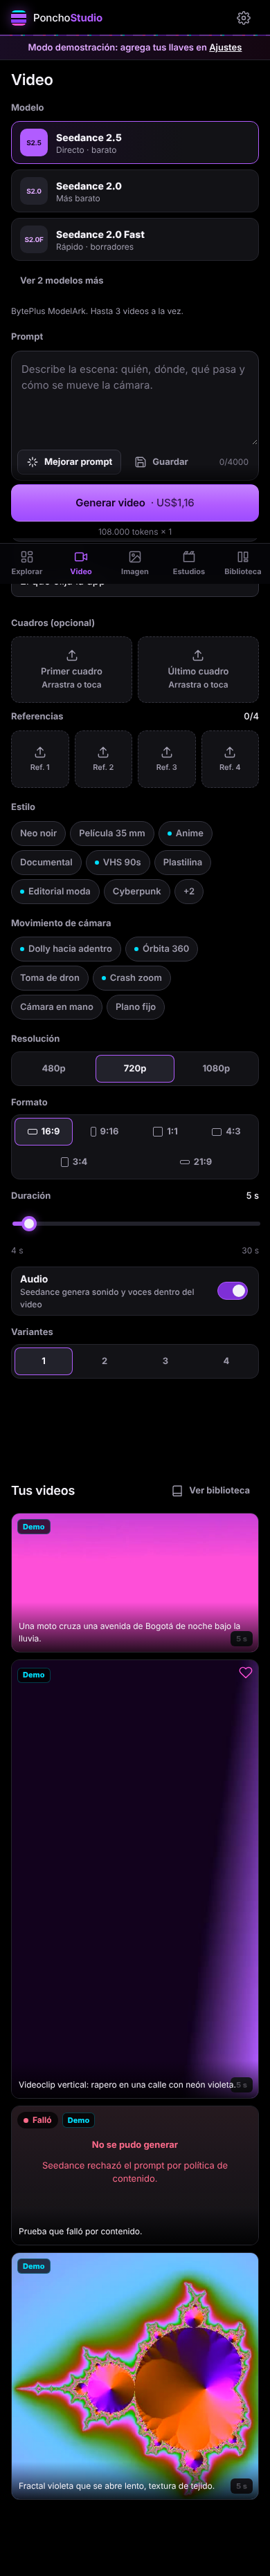 PonchoStudio
Modo demostración: agrega tus llaves en Ajustes
Video
Modelo
S2.5
Seedance 2.5
Directo · barato
S2.0
Seedance 2.0
Más barato
S2.0F
Seedance 2.0 Fast
Rápido · borradores
Ver 2 modelos más
BytePlus ModelArk. Hasta 3 videos a la vez.
Prompt
Describe la escena: quién, dónde, qué pasa y
cómo se mueve la cámara.
Mejorar prompt
Guardar
0/4000
Generar video · US$1,16
108.000 tokens × 1
Explorar
Video
Imagen
Estudios
Biblioteca
Cuadros (opcional)
Primer cuadro
Arrastra o toca
Último cuadro
Arrastra o toca
Referencias
0/4
Ref. 1
Ref. 2
Ref. 3
Ref. 4
Estilo
Neo noir
Película 35 mm
Anime
Documental
VHS 90s
Plastilina
Editorial moda
Cyberpunk
+2
Movimiento de cámara
Dolly hacia adentro
Órbita 360
Toma de dron
Crash zoom
Cámara en mano
Plano fijo
Resolución
480p
720p
1080p
Formato
16:9
9:16
1:1
4:3
3:4
21:9
Duración
5 s
4 s
30 s
Audio
Seedance genera sonido y voces dentro del
video
Variantes
1
2
3
4
Tus videos
Ver biblioteca
Demo
Una moto cruza una avenida de Bogotá de noche bajo la
lluvia.
5 s
Demo
Videoclip vertical: rapero en una calle con neón violeta.
5 s
Falló
Demo
No se pudo generar
Seedance rechazó el prompt por política de
contenido.
Prueba que falló por contenido.
Demo
Fractal violeta que se abre lento, textura de tejido.
5 s